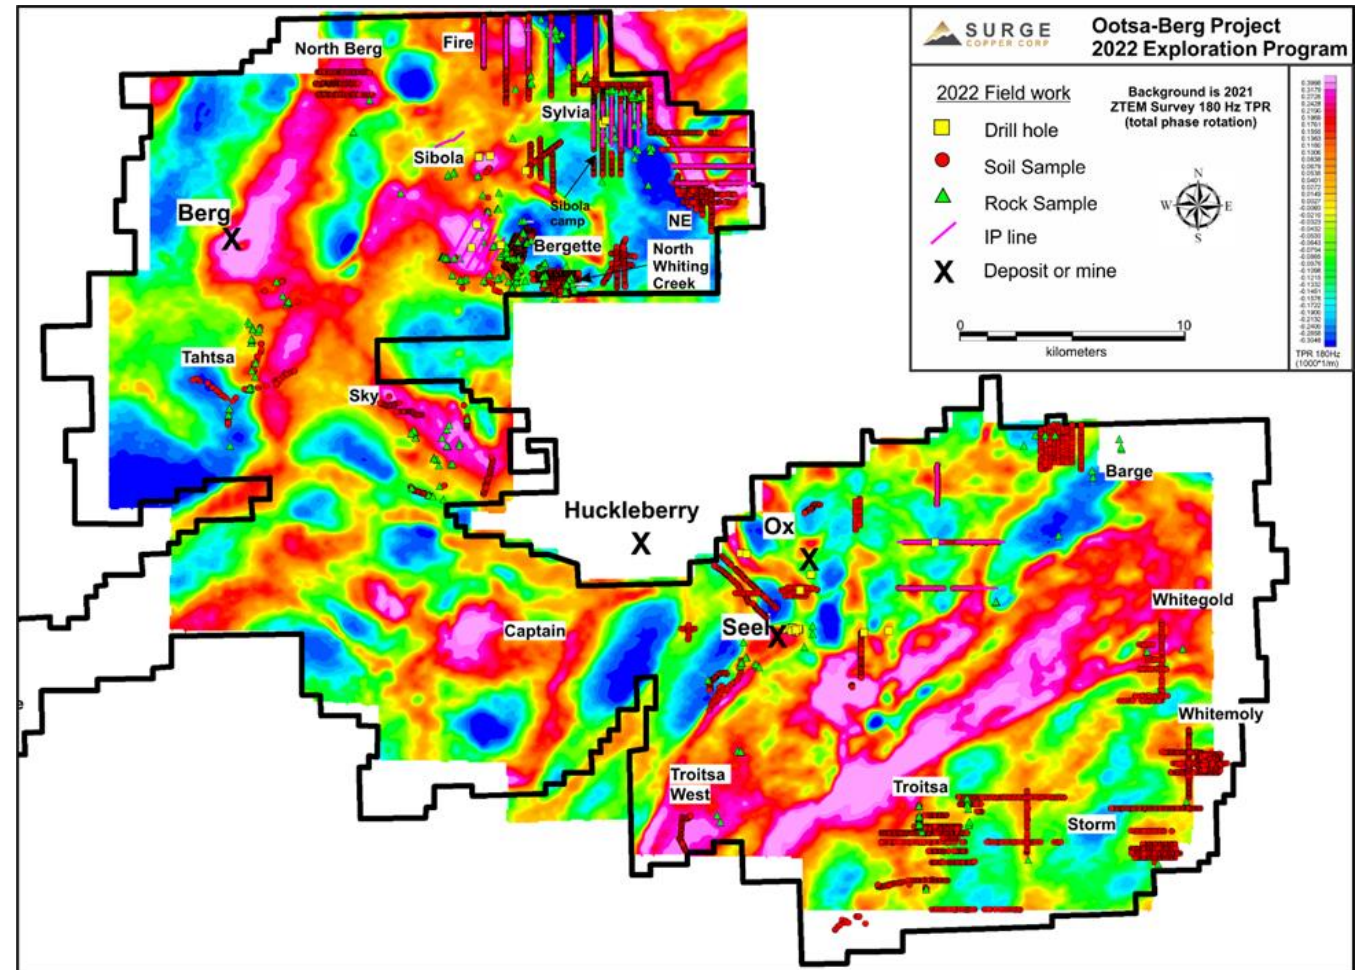 SURGE
COPPER CORP
Ootsa-Berg Project
2022 Exploration Program
2022 Field work
Drill hole
Soil Sample
Rock Sample
IP line
X
Deposit or mine
Background is 2021
ZTEM Survey 180 Hz TPR
(total phase rotation)
N
W
E
S
0
10
kilometers
TPR 180Hz
(1000*1/m)
North Berg
Fire
Sylvia
Sibola
Sibola
camp
NE
Berg
X
Bergette
North
Whiting
Creek
Tahtsa
Sky
Huckleberry
X
Ox
X
Barge
Captain
Seel
X
Whitegold
Whitemoly
Troitsa
West
Troitsa
Storm
e